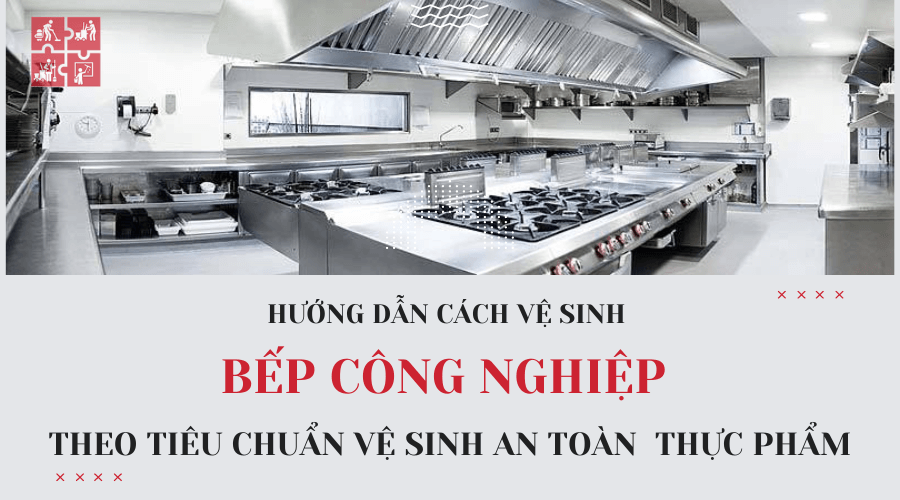 HƯỚNG DẪN CÁCH VỆ SINH
BẾP CÔNG NGHIỆP
THEO TIÊU CHUẨN VỆ SINH AN TOÀN THỰC PHẨM